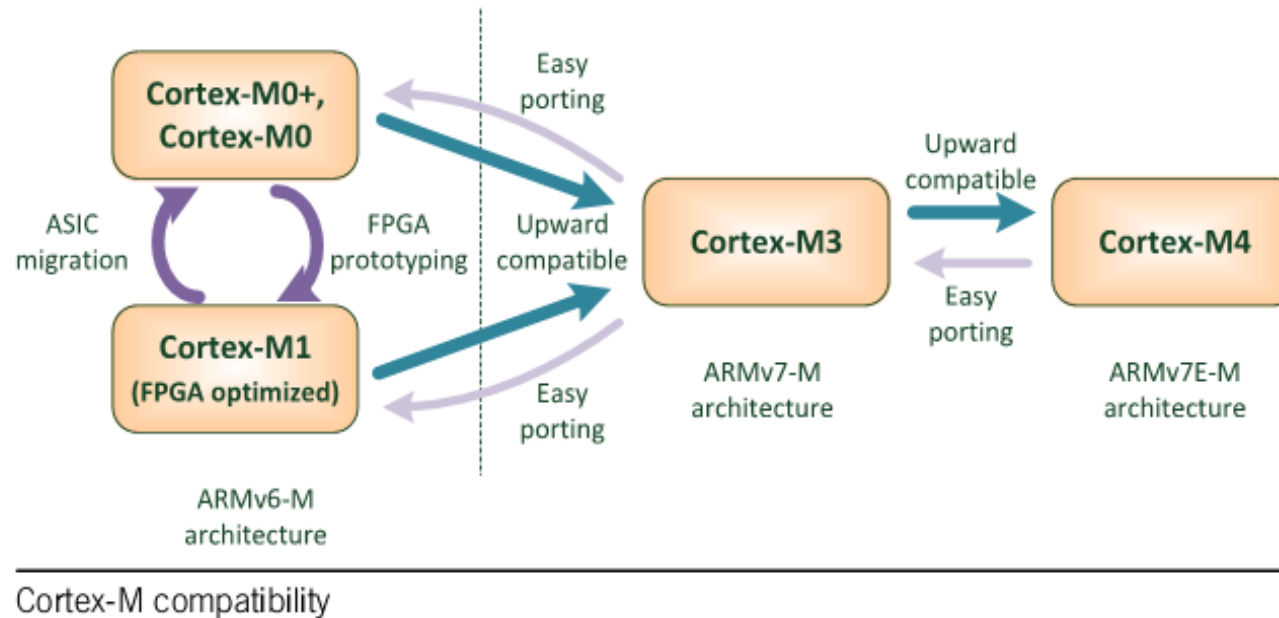 Cortex-M0+,
Cortex-M0
Easy
porting
ASIC
migration
FPGA
prototyping
Upward
compatible
Cortex-M3
Upward
compatible
Cortex-M4
Easy
porting
Cortex-M1
(FPGA optimized)
Easy
porting
ARMv7-M
architecture
ARMv7E-M
architecture
ARMv6-M
architecture
Cortex-M compatibility